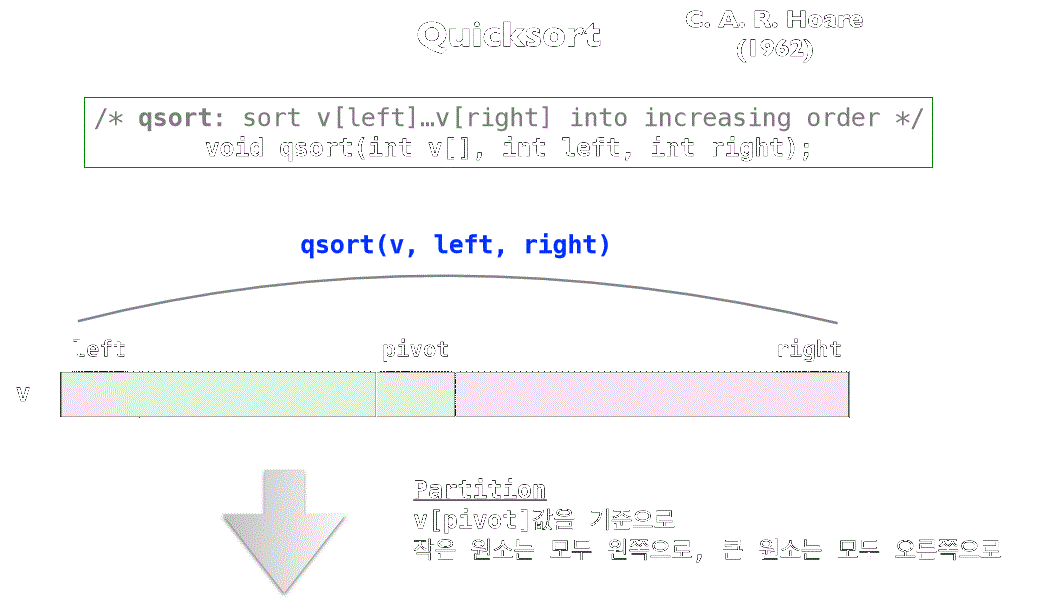 Quicksort
C. A. R. Hoare
(1962)
/* qsort: sort v[left]…v[right] into increasing order */
void qsort(int v[], int left, int right);
qsort(v, left, right)
left pivot right
v
Partition
v[pivot]값을 기준으로
작은 원소는 모두 왼쪽으로, 큰 원소는 모두 오른쪽으로